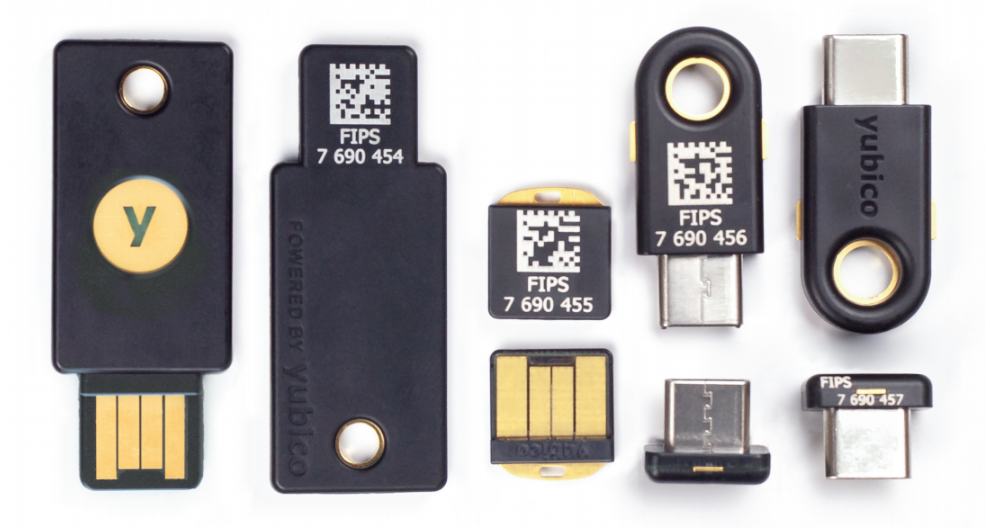 y
FIPS
7 690 454
POWERED BY yubico
FIPS
7 690 455
yubico
FIPS
7 690 456
yubico
FIPS
7 690 457